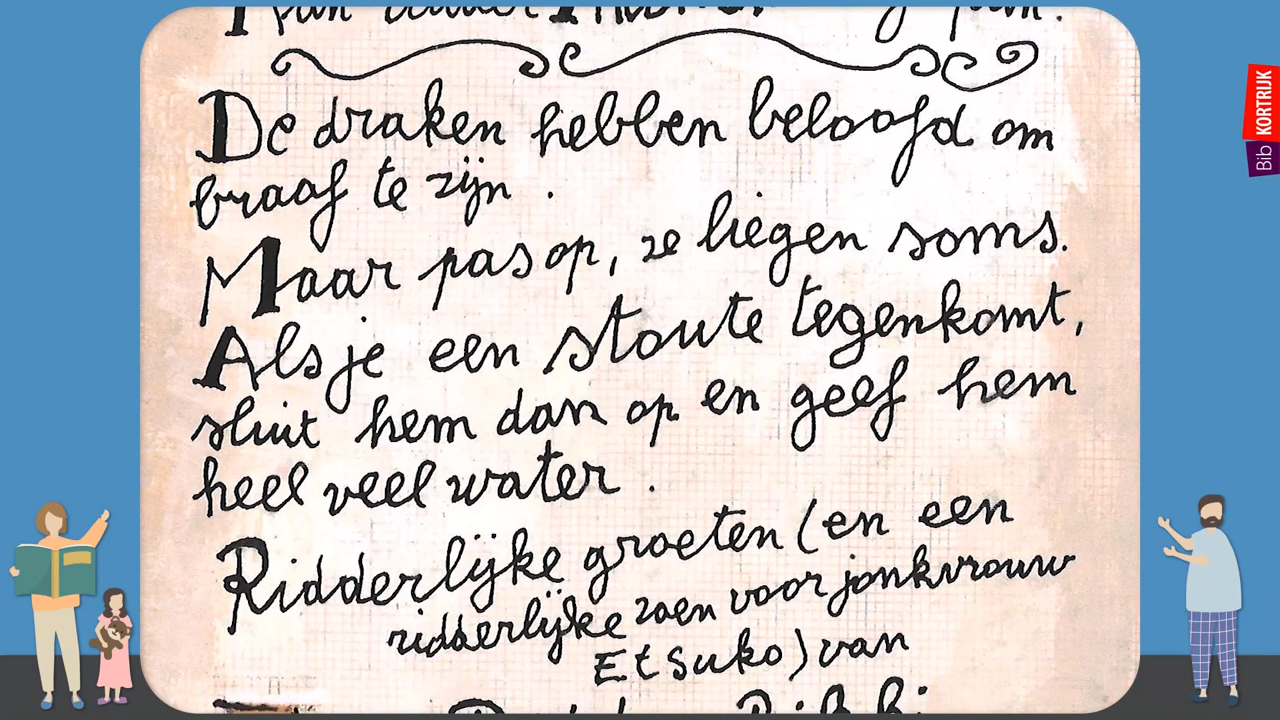 De draken hebben beloofd om
braaf te zijn.
Maar pas op, ze liegen soms.
Als je een stoute tegenkomt,
sluit hem dan op en geef hem
heel veel water.
Ridderlijke groeten (en een
ridderlijke zoen voor jonkvrouw
Etsuko) van
Bib KORTRIJK